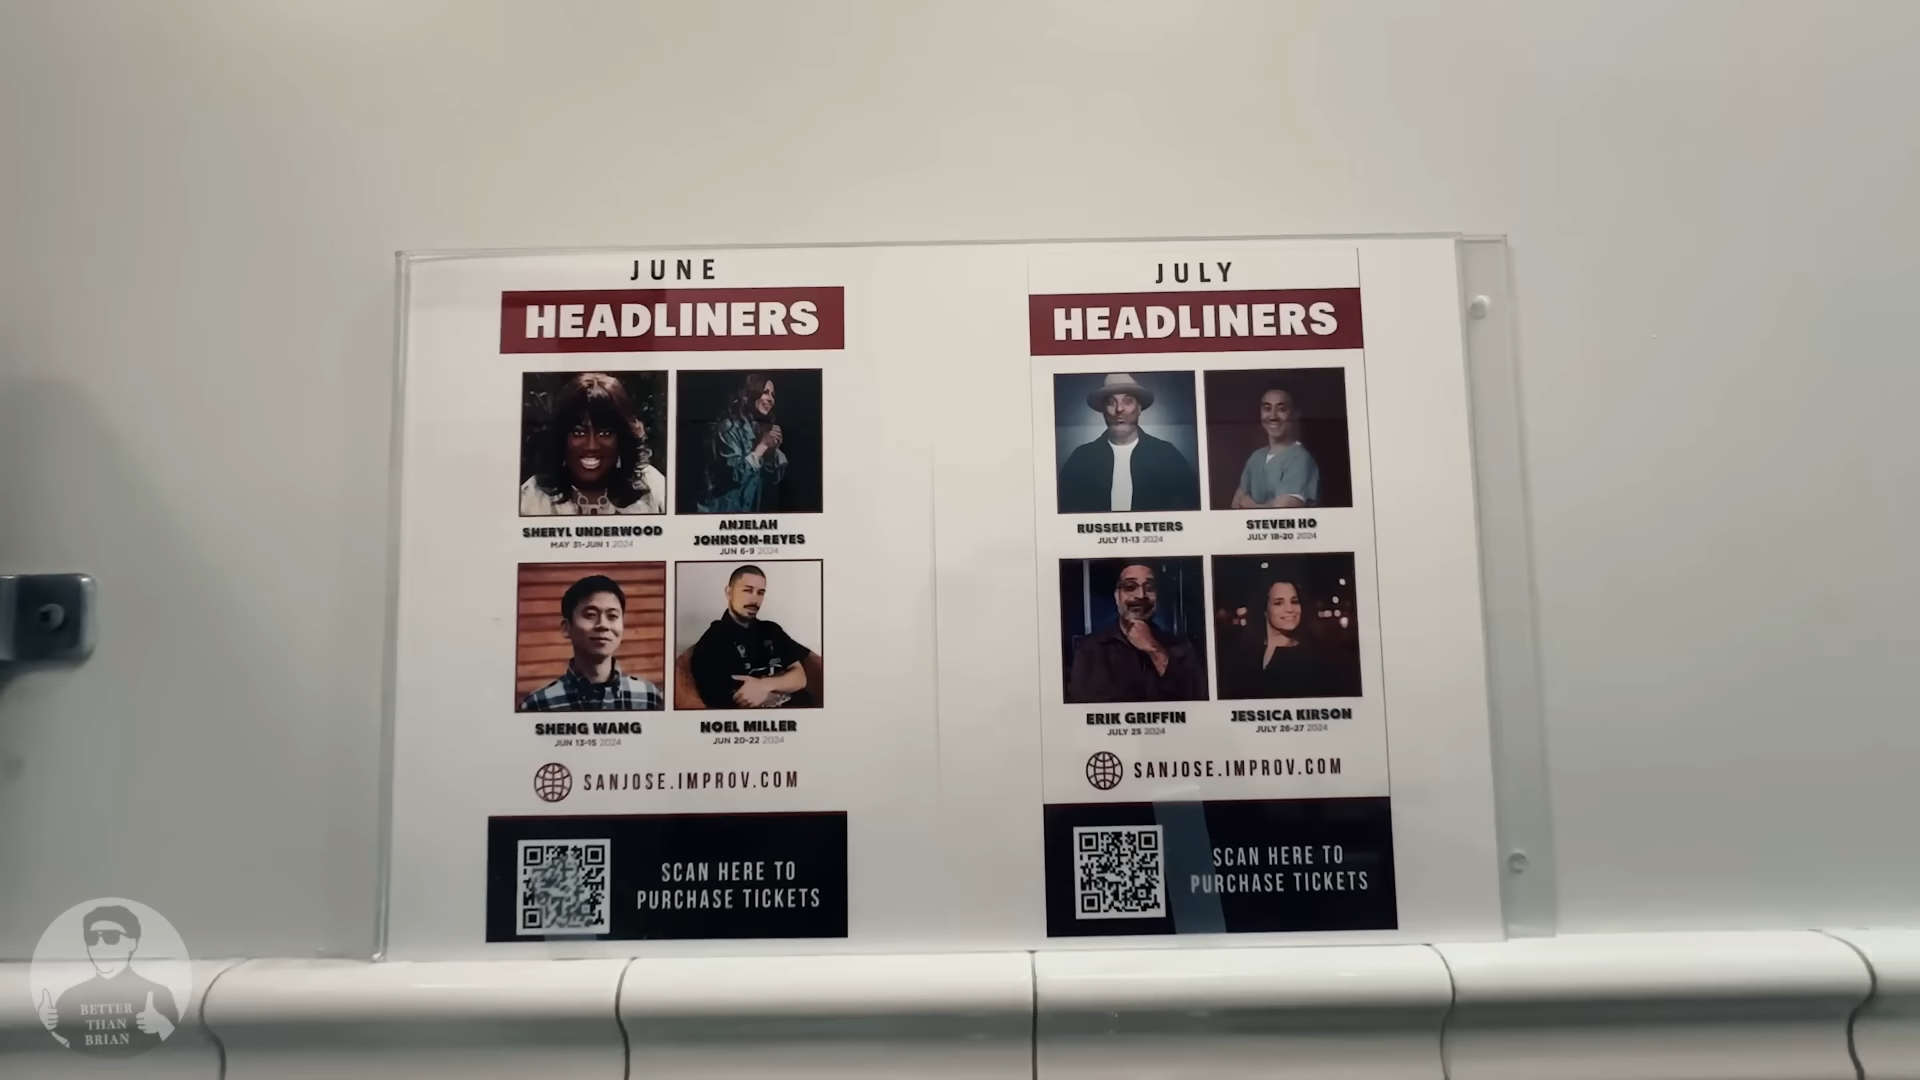 JUNE
HEADLINERS
SHERYL UNDERWOOD
MAY 31-JUN 1 2024
ANJELAH
JOHNSON-REYES
JUN 6-9 2024
SHENG WANG
JUN 13-15 2024
NOEL MILLER
JUN 20-22 2024
SANJOSE.IMPROV.COM
SCAN HERE TO
PURCHASE TICKETS
JULY
HEADLINERS
RUSSELL PETERS
JULY 11-13 2024
STEVEN HO
JULY 18-20 2024
ERIK GRIFFIN
JULY 25 2024
JESSICA KIRSON
JULY 26-27 2024
SANJOSE.IMPROV.COM
SCAN HERE TO
PURCHASE TICKETS
BETTER
THAN
BRIAN